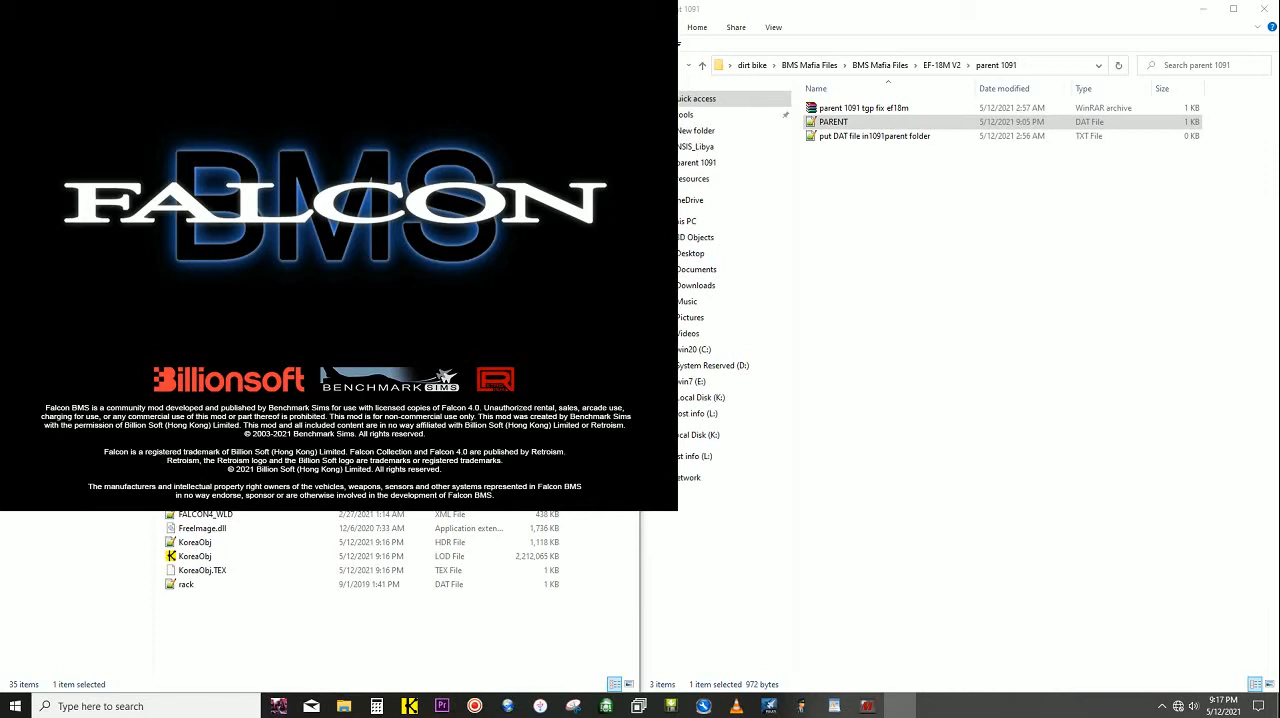 BMS
FALCON
Billionsoft
BENCHMARKSIMS
R
Falcon BMS is a community mod developed and published by Benchmark Sims for use with licensed copies of Falcon 4.0. Unauthorized rental, sales, arcade use,
charging for use, or any commercial use of this mod or part thereof is prohibited. This mod is for non-commercial use only. This mod was created by Benchmark Sims
with the permission of Billion Soft (Hong Kong) Limited. This mod and all included content are in no way affiliated with Billion Soft (Hong Kong) Limited or Retroism.
© 2003-2021 Benchmark Sims. All rights reserved.
Falcon is a registered trademark of Billion Soft (Hong Kong) Limited. Falcon Collection and Falcon 4.0 are published by Retroism.
Retroism, the Retroism logo and the Billion Soft logo are trademarks or registered trademarks.
© 2021 Billion Soft (Hong Kong) Limited. All rights reserved.
The manufacturers and intellectual property right owners of the vehicles, weapons, sensors and other systems represented in Falcon BMS
in no way endorse, sponsor or are otherwise involved in the development of Falcon BMS.
FALCON4_WLD 2/27/2021 1:14 AM XML File 438 KB
FreeImage.dll 12/6/2020 7:33 AM Application exten... 1,736 KB
KoreaObj 5/12/2021 9:16 PM HDR File 1,118 KB
KoreaObj 5/12/2021 9:16 PM LOD File 2,212,065 KB
KoreaObj.TEX 5/12/2021 9:16 PM TEX File 1 KB
rack 9/1/2019 1:41 PM DAT File 1 KB
35 items 1 item selected
nt 1091
Home Share View
dirt bike > BMS Mafia Files > BMS Mafia Files > EF-18M V2 > parent 1091
Search parent 1091
Name Date modified Type Size
parent 1091 tgp fix ef18m 5/12/2021 2:57 AM WinRAR archive 1 KB
PARENT 5/12/2021 9:05 PM DAT File 1 KB
put DAT file in1091parent folder 5/12/2021 2:56 AM TXT File 0 KB
uick access
ools
New folder
NSIS_Libya
parent 1091
esources
neDrive
is PC
3D Objects
Desktop
Documents
Music
Pictures
Videos
win20 (C:)
System Reserved (D:)
win7 (E:)
Local Disk (K:)
ost info (L:)
ocal Disk (K:)
st info (L:)
etwork
3 items 1 item selected 972 bytes
Type here to search
9:17 PM
5/12/2021